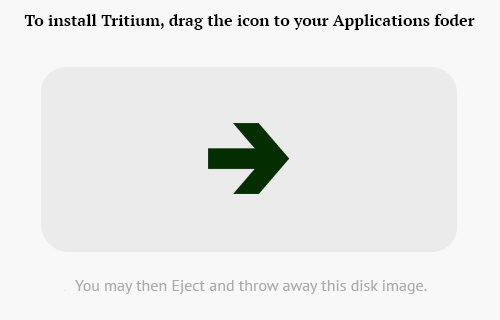 To install Tritium, drag the icon to your Applications foder
You may then Eject and throw away this disk image.